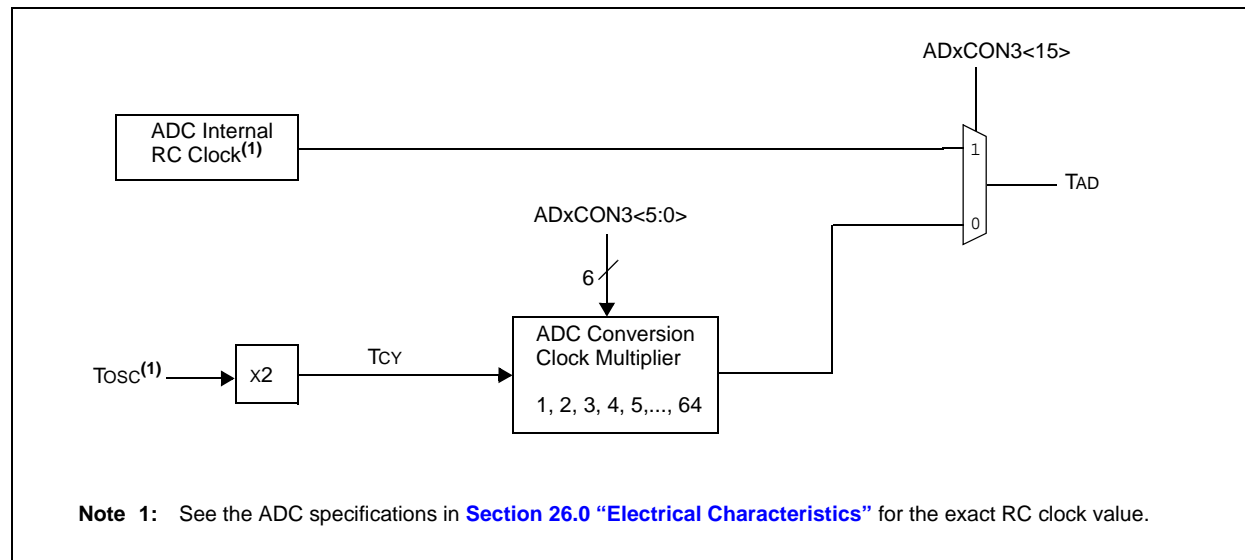 ADxCON3<15>
ADC Internal
RC Clock(1)
1
TAD
ADxCON3<5:0>
0
6
ADC Conversion
Clock Multiplier
1, 2, 3, 4, 5,..., 64
TOSC(1)
X2
TCY
Note 1: See the ADC specifications in Section 26.0 “Electrical Characteristics” for the exact RC clock value.